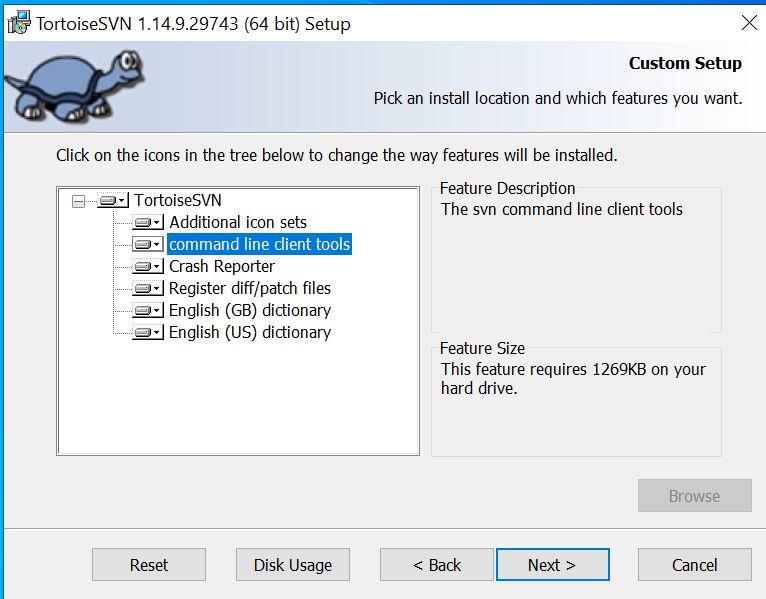 TortoiseSVN 1.14.9.29743 (64 bit) Setup
Custom Setup
Pick an install location and which features you want.
Click on the icons in the tree below to change the way features will be installed.
TortoiseSVN
Additional icon sets
command line client tools
Crash Reporter
Register diff/patch files
English (GB) dictionary
English (US) dictionary
Feature Description
The svn command line client tools
Feature Size
This feature requires 1269KB on your
hard drive.
Browse
Reset
Disk Usage
< Back
Next >
Cancel